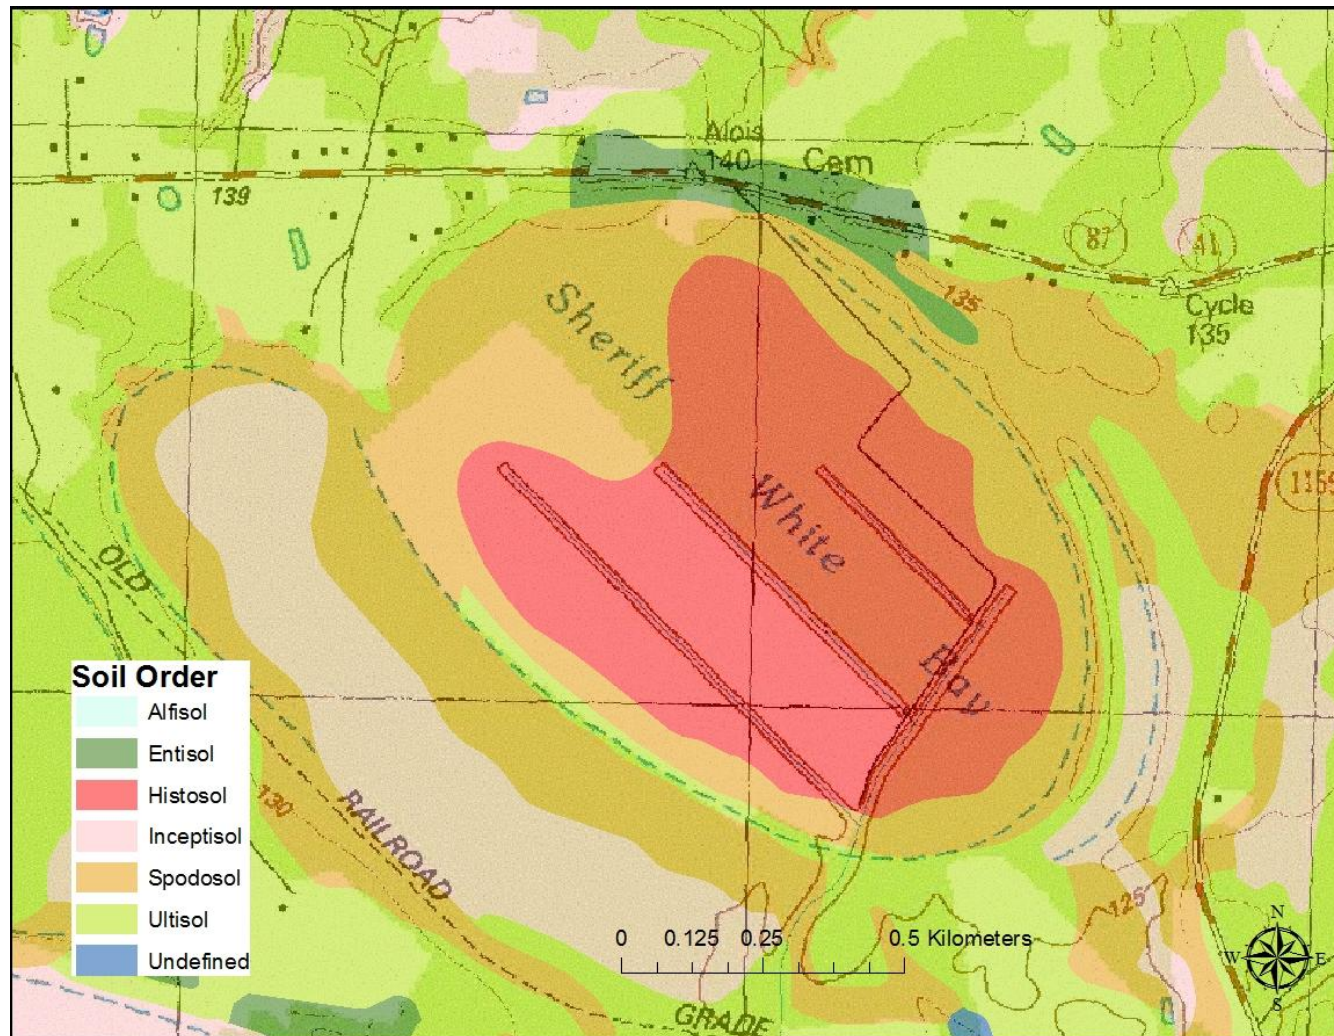 Alois
140
Cem
139
87
41
135
Cycle
135
Sheriff
White
1155
OLD
Bay
Soil Order
Alfisol
Entisol
Histosol
Inceptisol
Spodosol
Ultisol
Undefined
130
RAILROAD
125
0 0.125 0.25 0.5 Kilometers
N
W E
S
GRADE